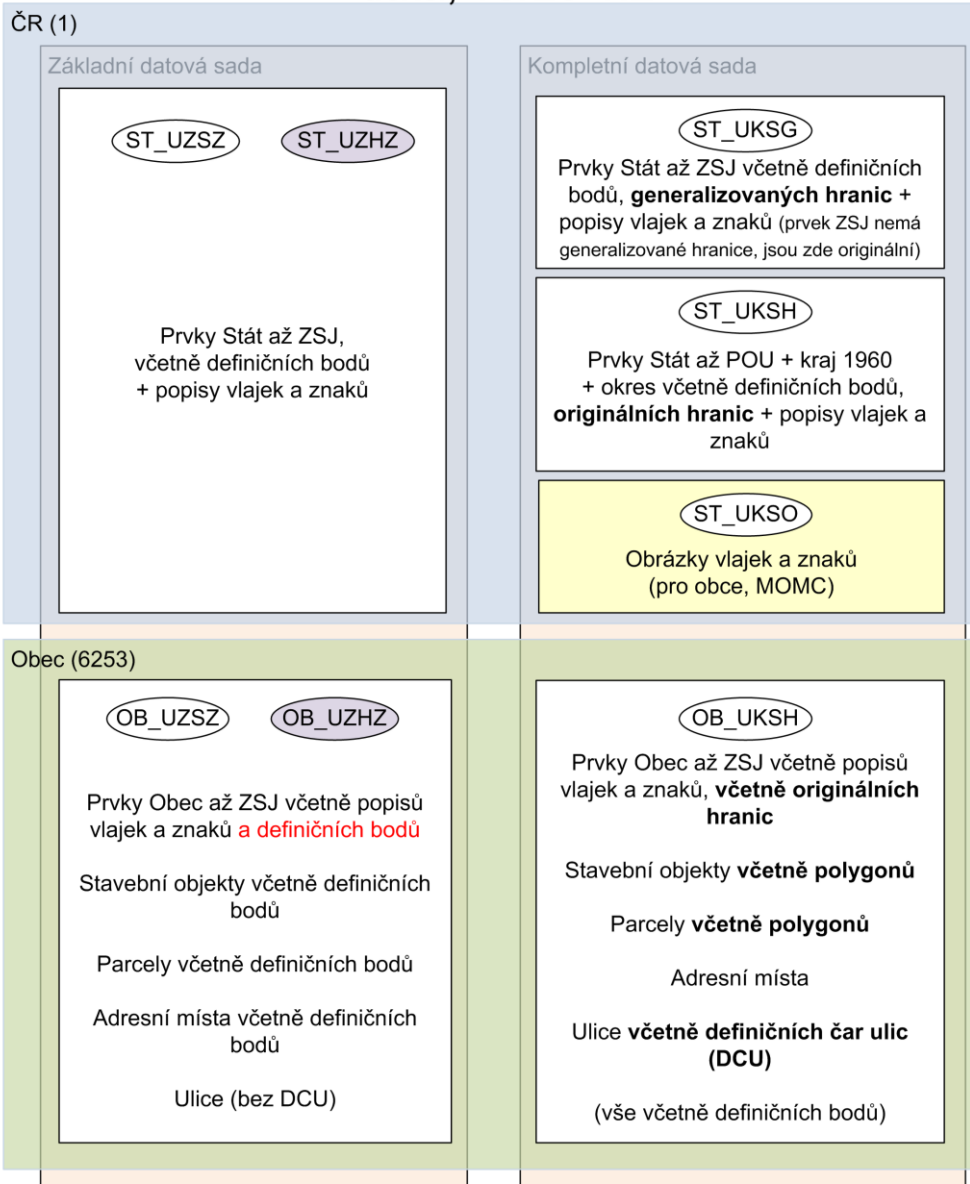 ČR (1)
Základní datová sada
ST_UZSZ
ST_UZHZ
Prvky Stát až ZSJ,
včetně definičních bodů
+ popisy vlajek a znaků
Kompletní datová sada
ST_UKSG
Prvky Stát až ZSJ včetně definičních
bodů, generalizovaných hranic +
popisy vlajek a znaků (prvek ZSJ nemá
generalizované hranice, jsou zde originální)
ST_UKSH
Prvky Stát až POU + kraj 1960
+ okres včetně definičních bodů,
originálních hranic + popisy vlajek a
znaků
ST_UKSO
Obrázky vlajek a znaků
(pro obce, MOMC)
Obec (6253)
OB_UZSZ
OB_UZHZ
Prvky Obec až ZSJ včetně popisů
vlajek a znaků a definičních bodů
Stavební objekty včetně definičních
bodů
Parcely včetně definičních bodů
Adresní místa včetně definičních
bodů
Ulice (bez DCU)
OB_UKSH
Prvky Obec až ZSJ včetně popisů
vlajek a znaků, včetně originálních
hranic
Stavební objekty včetně polygonů
Parcely včetně polygonů
Adresní místa
Ulice včetně definičních čar ulic
(DCU)
(vše včetně definičních bodů)